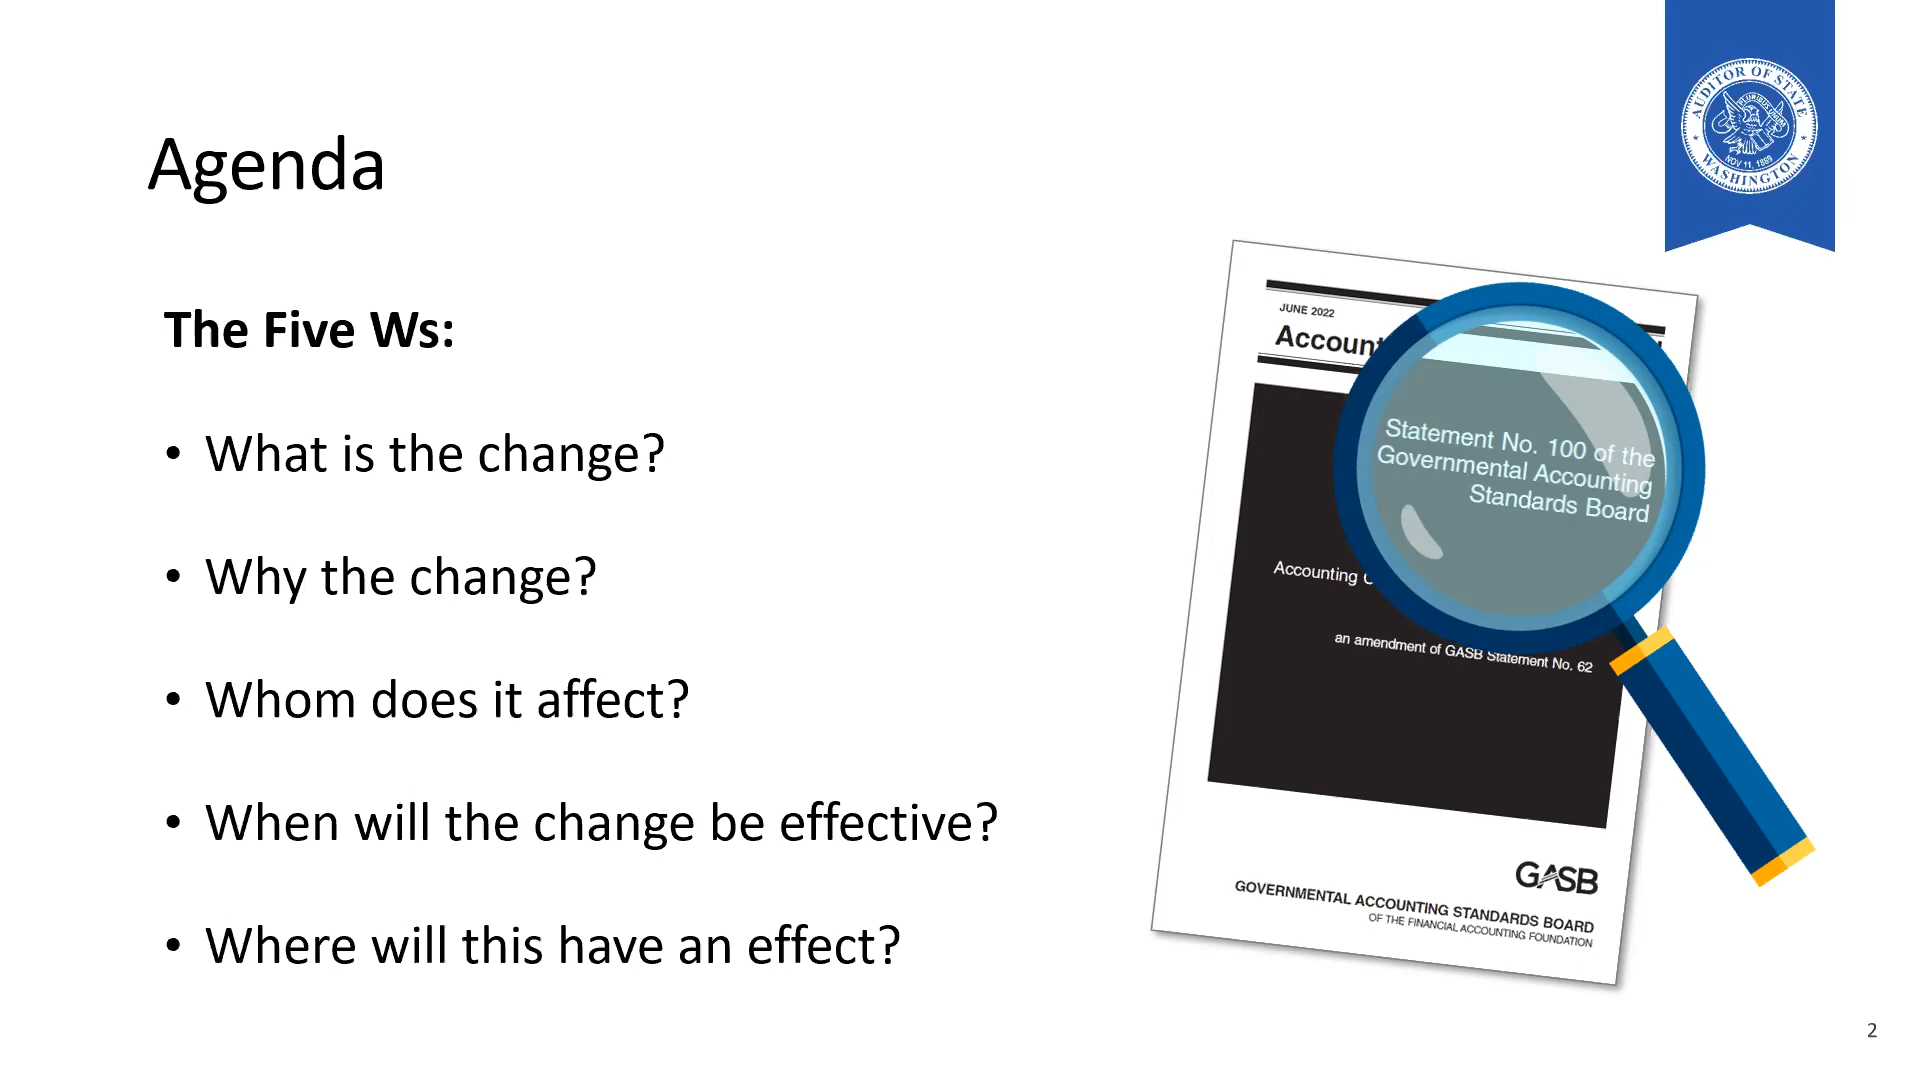 AUDITOR OF STATE
PLURIBUS UNUM
NOV 11, 1889
WASHINGTON
Agenda
The Five Ws:
• What is the change?
• Why the change?
• Whom does it affect?
• When will the change be effective?
• Where will this have an effect?
JUNE 2022
Statement No. 100 of the
Governmental Accounting
Standards Board
Accounting
an amendment of GASB Statement No. 62
GASB
GOVERNMENTAL ACCOUNTING STANDARDS BOARD
OF THE FINANCIAL ACCOUNTING FOUNDATION
2